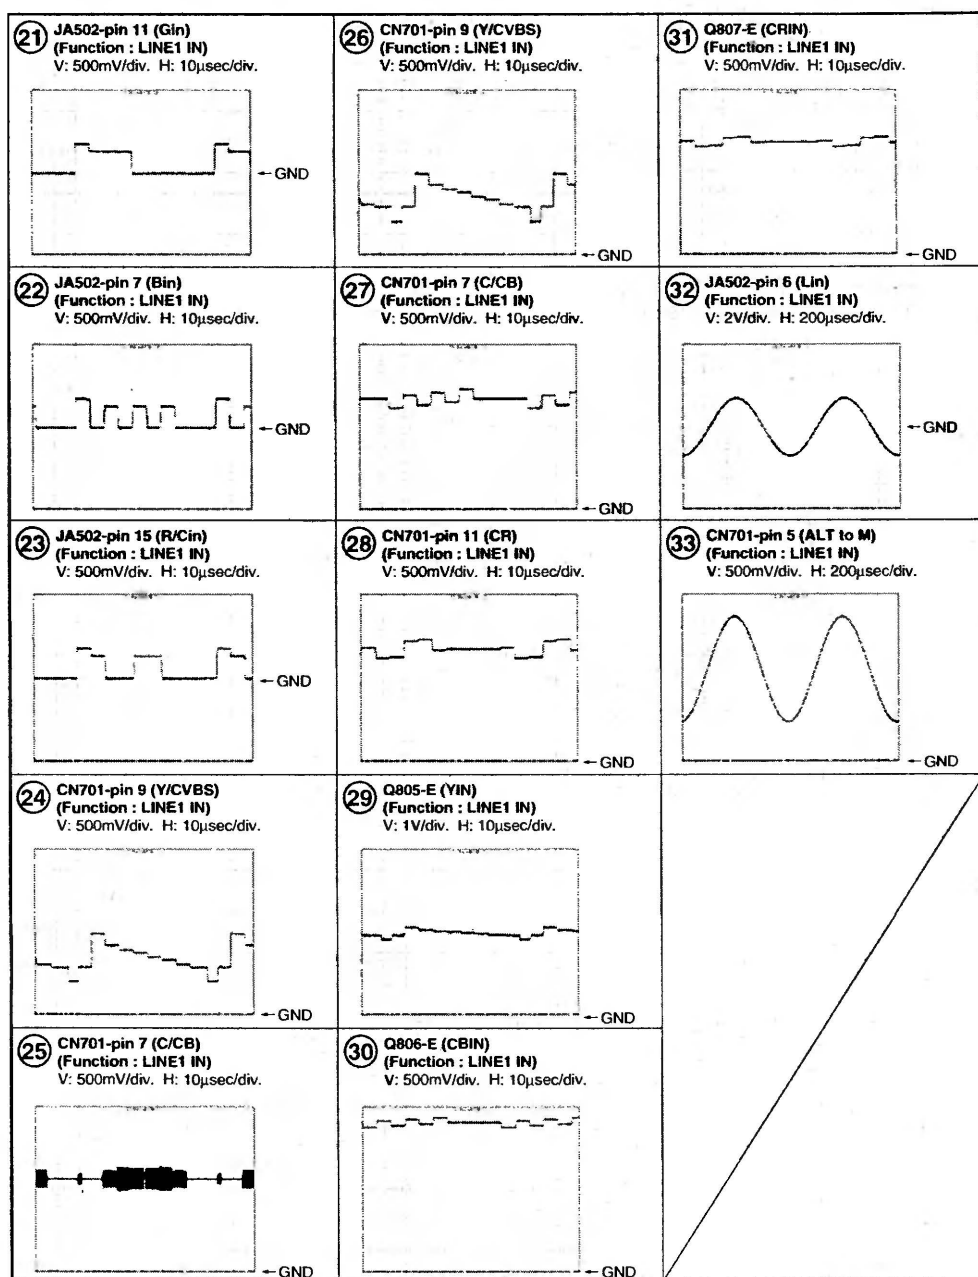 21 JA502-pin 11 (Gin)
(Function : LINE1 IN)
V: 500mV/div. H: 10µsec/div.
←GND
22 JA502-pin 7 (Bin)
(Function : LINE1 IN)
V: 500mV/div. H: 10µsec/div.
←GND
23 JA502-pin 15 (R/Cin)
(Function : LINE1 IN)
V: 500mV/div. H: 10µsec/div.
←GND
24 CN701-pin 9 (Y/CVBS)
(Function : LINE1 IN)
V: 500mV/div. H: 10µsec/div.
←GND
25 CN701-pin 7 (C/CB)
(Function : LINE1 IN)
V: 500mV/div. H: 10µsec/div.
←GND
26 CN701-pin 9 (Y/CVBS)
(Function : LINE1 IN)
V: 500mV/div. H: 10µsec/div.
←GND
27 CN701-pin 7 (C/CB)
(Function : LINE1 IN)
V: 500mV/div. H: 10µsec/div.
←GND
28 CN701-pin 11 (CR)
(Function : LINE1 IN)
V: 500mV/div. H: 10µsec/div.
←GND
29 Q805-E (YIN)
(Function : LINE1 IN)
V: 1V/div. H: 10µsec/div.
←GND
30 Q806-E (CBIN)
(Function : LINE1 IN)
V: 500mV/div. H: 10µsec/div.
←GND
31 Q807-E (CRIN)
(Function : LINE1 IN)
V: 500mV/div. H: 10µsec/div.
←GND
32 JA502-pin 6 (Lin)
(Function : LINE1 IN)
V: 2V/div. H: 200µsec/div.
←GND
33 CN701-pin 5 (ALT to M)
(Function : LINE1 IN)
V: 500mV/div. H: 200µsec/div.
←GND